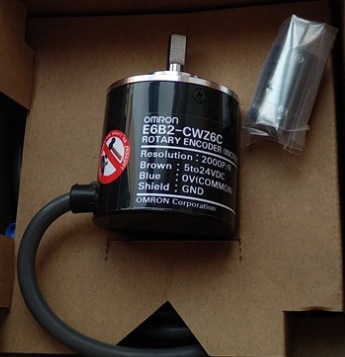 OMRON
E6B2-CWZ6C
ROTARY ENCODER
Resolution : 2000P/R
Brown : 5to24VDC
Blue : 0V(COMMON)
Shield : GND
OMRON Corporation